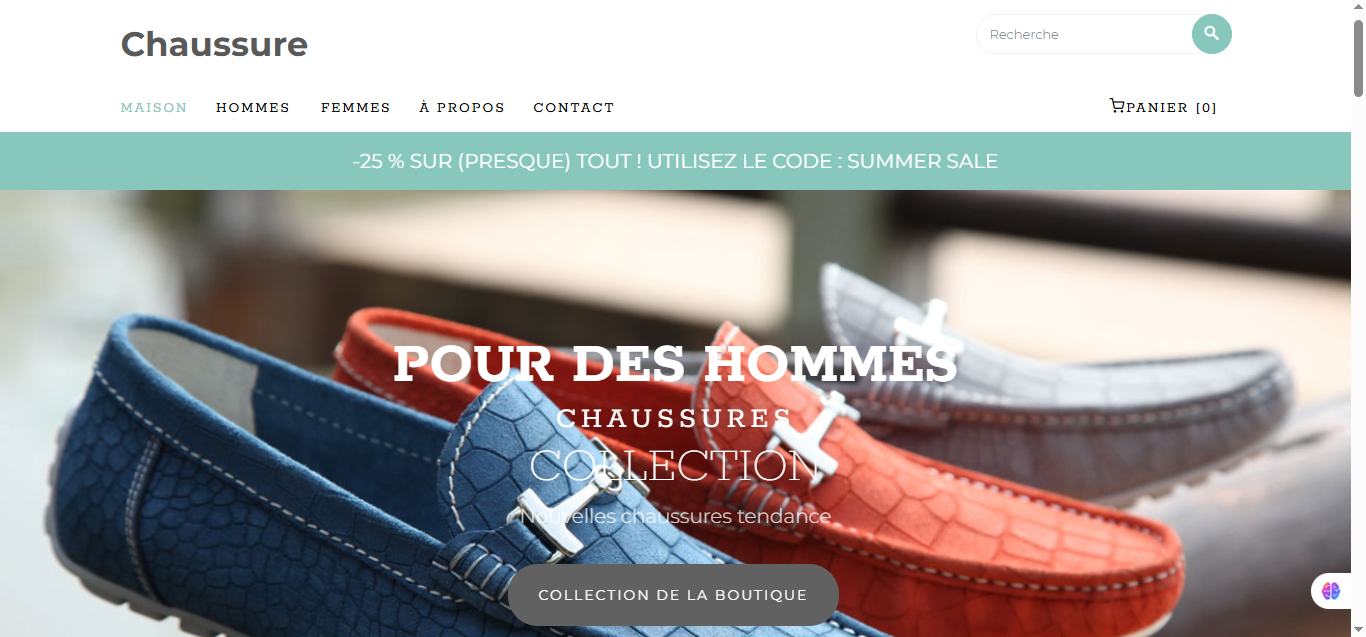 Chaussure
Recherche
MAISON HOMMES FEMMES À PROPOS CONTACT PANIER [0]
-25 % SUR (PRESQUE) TOUT ! UTILISEZ LE CODE : SUMMER SALE
POUR DES HOMMES
CHAUSSURES
COLLECTION
Nouvelles chaussures tendance
COLLECTION DE LA BOUTIQUE